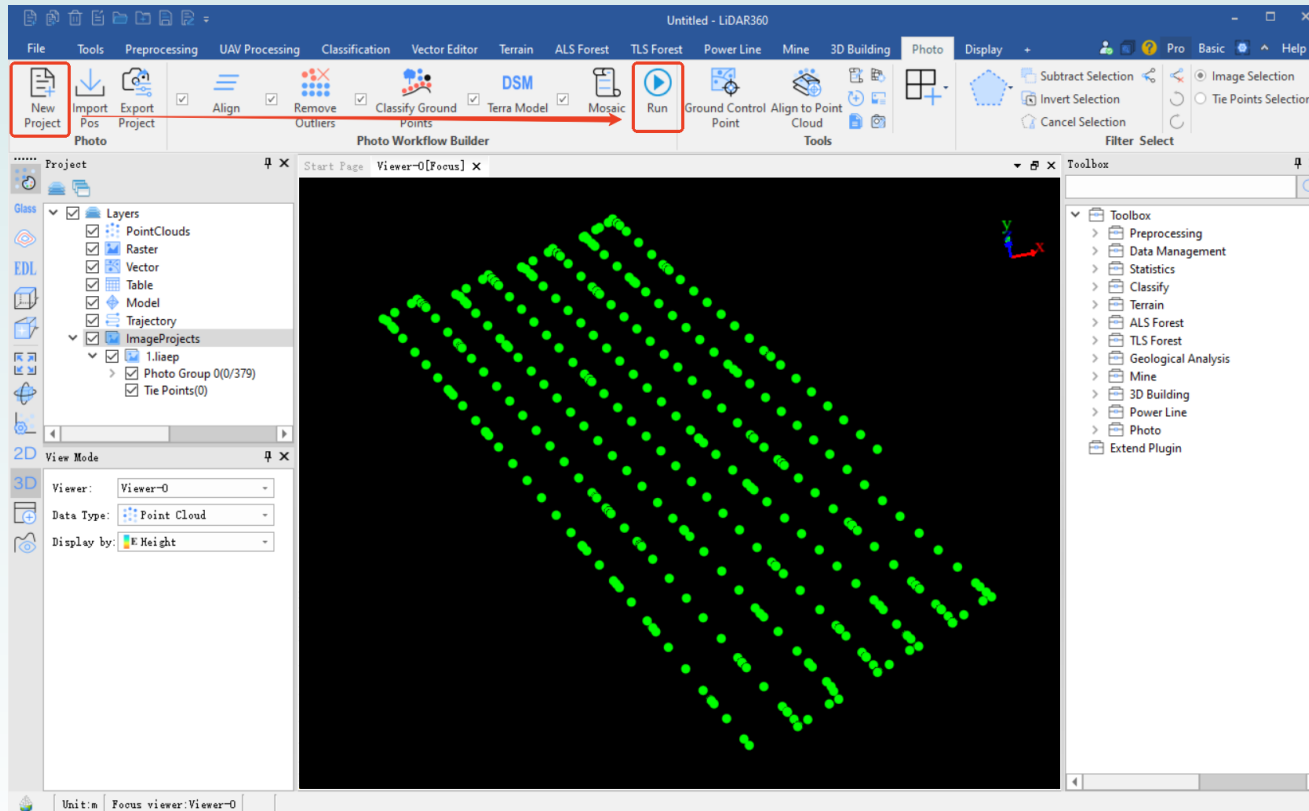 Untitled - LiDAR360
File Tools Preprocessing UAV Processing Classification Vector Editor Terrain ALS Forest TLS Forest Power Line Mine 3D Building Photo Display + Pro Basic Help
New Project
Import Pos
Export Project
Photo
Align
Remove Outliers
Classify Ground Points
DSM
Terra Model
Mosaic
Run
Photo Workflow Builder
Ground Control Point
Align to Point Cloud
Tools
Subtract Selection
Invert Selection
Cancel Selection
Image Selection
Tie Points Selection
Filter Select
Project
Start Page Viewer-0[Focus]
Toolbox
Glass
EDL
2D
3D
Layers
PointClouds
Raster
Vector
Table
Model
Trajectory
ImageProjects
1.liaep
Photo Group 0(0/379)
Tie Points(0)
View Mode
Viewer: Viewer-0
Data Type: Point Cloud
Display by: E Height
y
x
Toolbox
Preprocessing
Data Management
Statistics
Classify
Terrain
ALS Forest
TLS Forest
Geological Analysis
Mine
3D Building
Power Line
Photo
Extend Plugin
Unit:m Focus viewer:Viewer-0